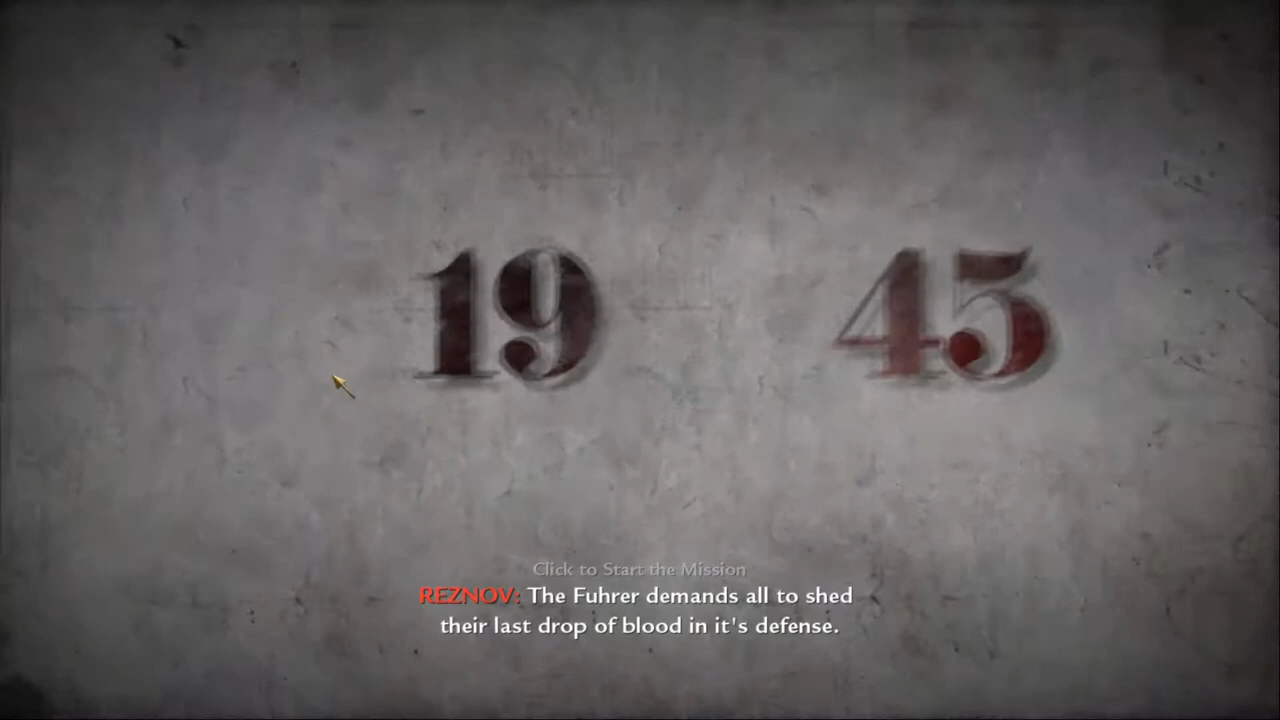 19 45
Click to Start the Mission
REZNOV: The Fuhrer demands all to shed
their last drop of blood in it's defense.